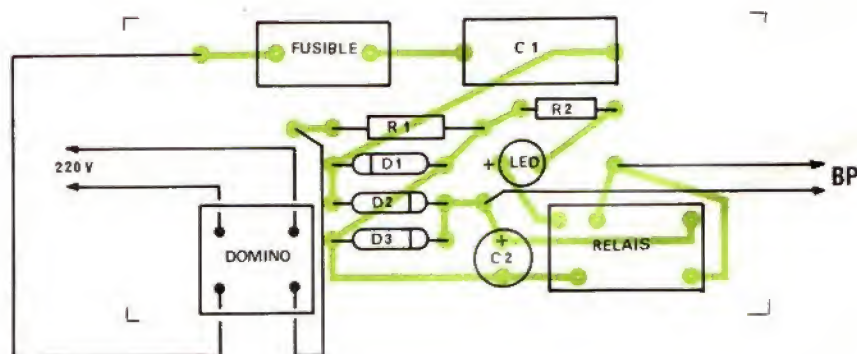 FUSIBLE
C 1
R 1
R 2
220 V
D1
+ LED
BP
D2
DOMINO
D3
+
C 2
RELAIS